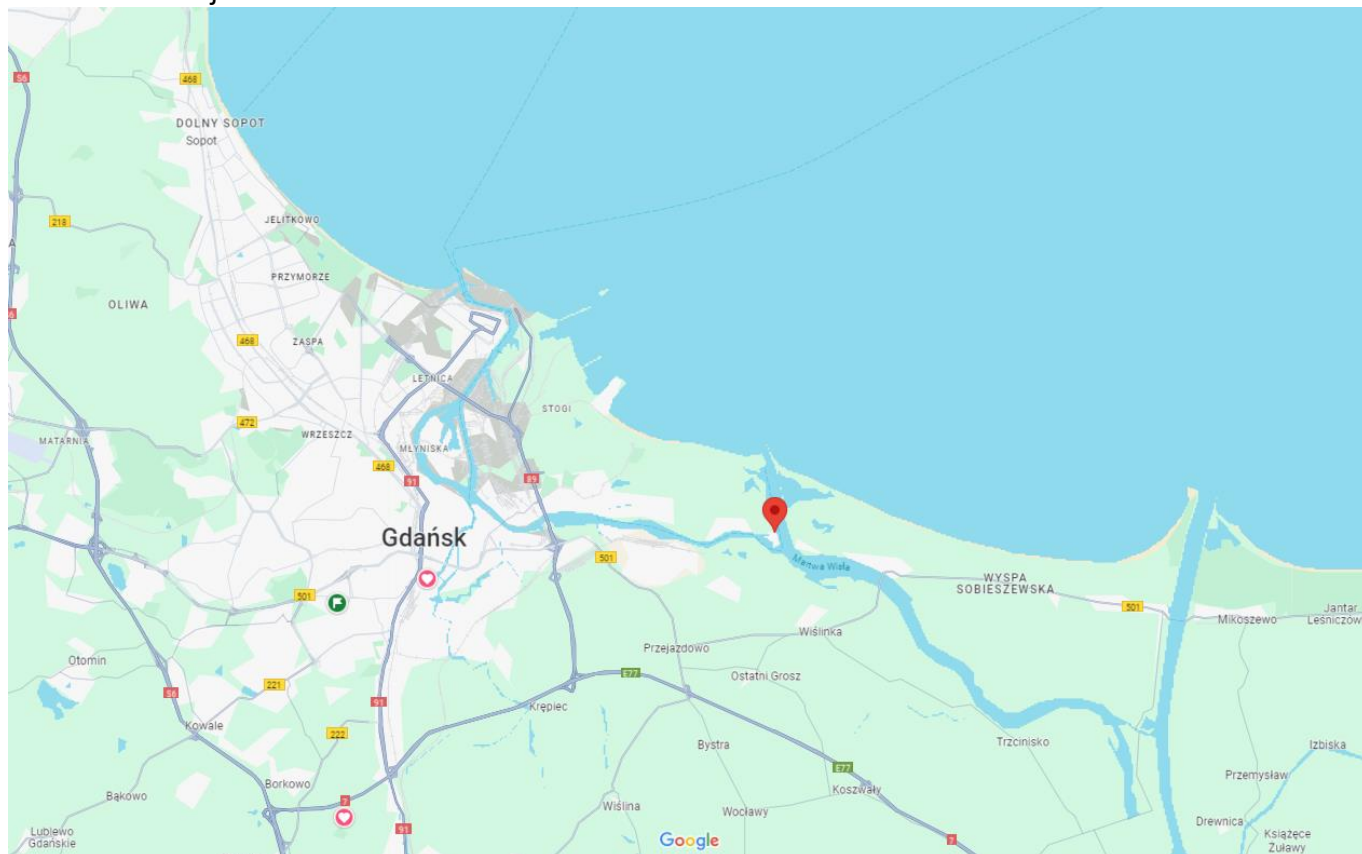 S6
468
DOLNY SOPOT
Sopot
218
JELITKOWO
PRZYMORZE
OLIWA
468
ZASPA
LETNICA
STOGI
472
MATARNIA
WRZESZCZ
MŁYNISKA
468
91
89
Gdańsk
501
Martwa Wisła
WYSPA
SOBIESZEWSKA
501
501
Mikoszewo
Jantar
Leśniczów
Wiślinka
Przejazdowo
Otomin
E77
Ostatni Grosz
221
S6
91
Krępiec
Kowale
222
Bystra
Trzcinisko
Izbiska
E77
Przemysław
Borkowo
Koszwały
Bąkowo
7
Wiślina
Wocławy
Drewnica
Lublewo
Gdańskie
91
Google
7
Książęce
Żuławy